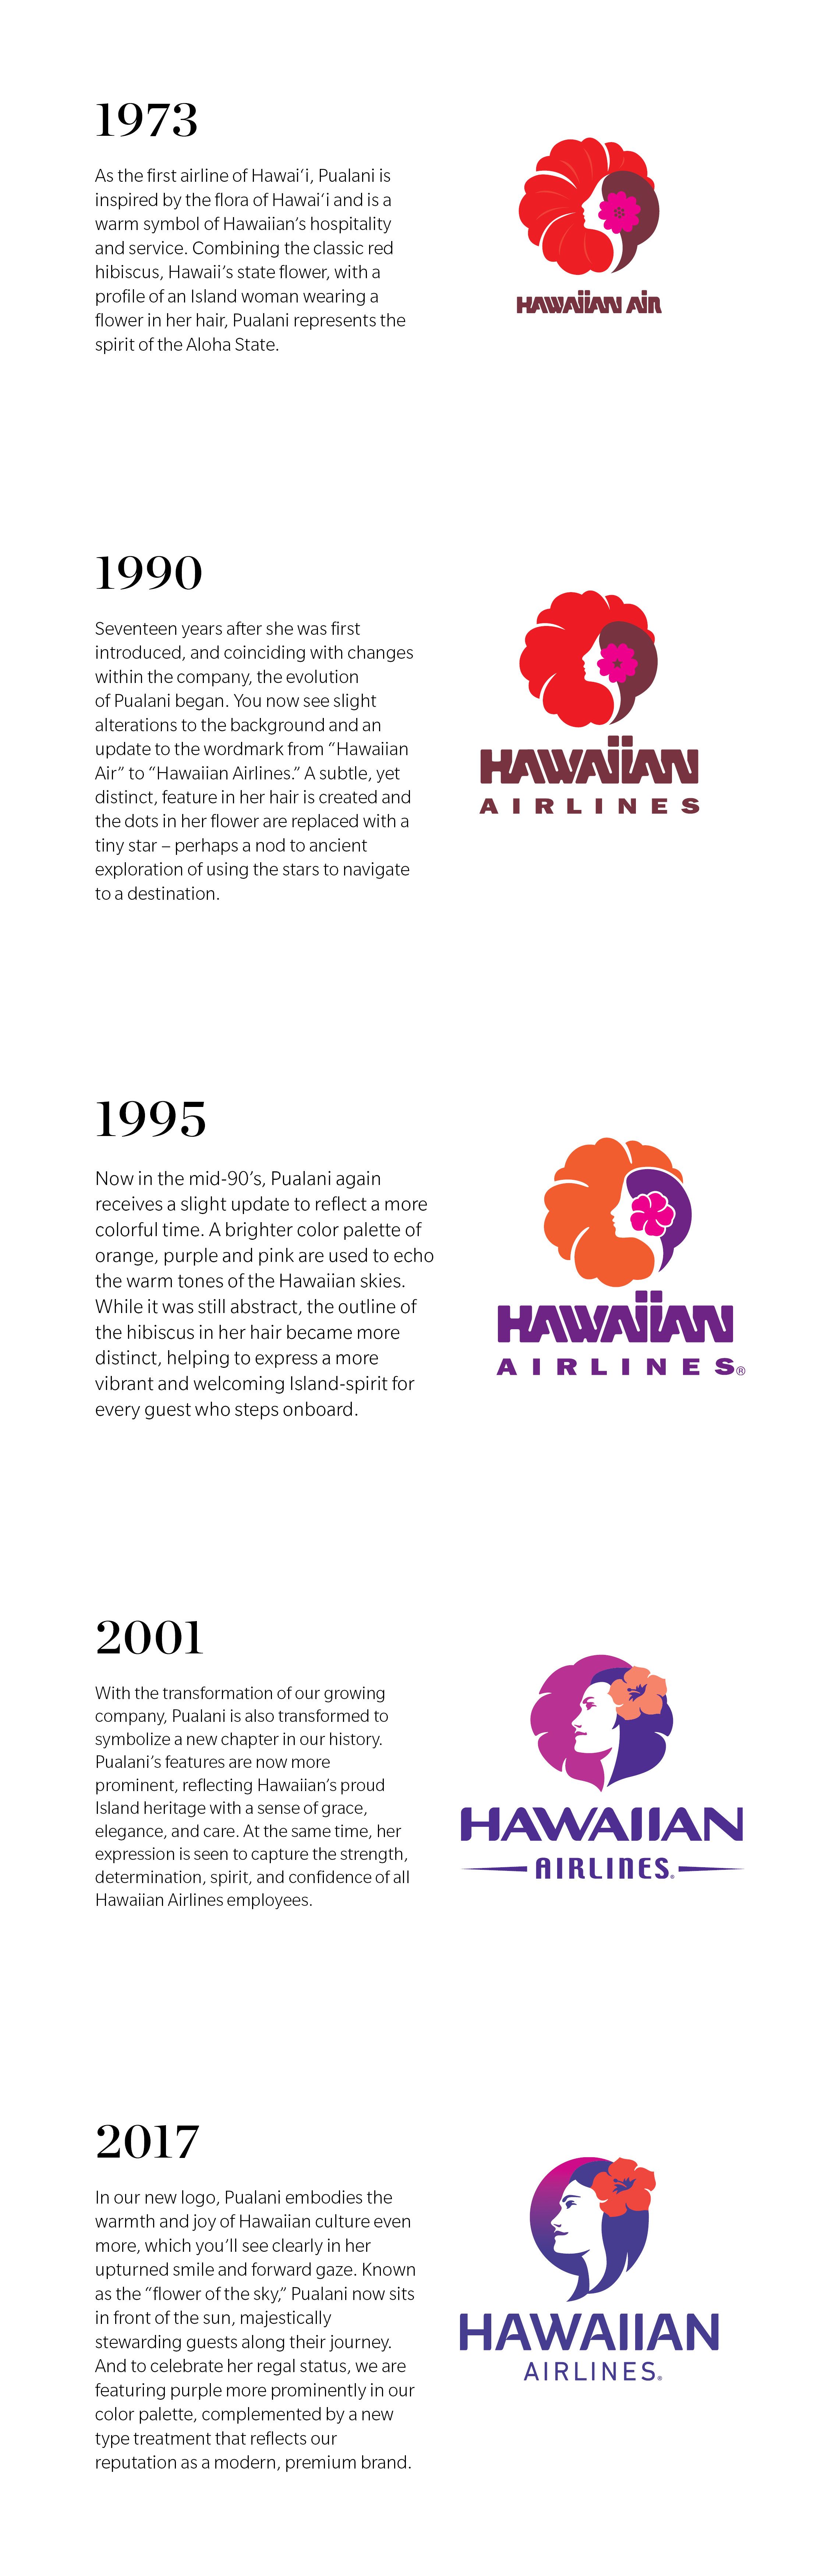 1973
As the first airline of Hawai‘i, Pualani is
inspired by the flora of Hawai‘i and is a
warm symbol of Hawaiian’s hospitality
and service. Combining the classic red
hibiscus, Hawaii’s state flower, with a
profile of an Island woman wearing a
flower in her hair, Pualani represents the
spirit of the Aloha State.
HAWAIIAN AIR
1990
Seventeen years after she was first
introduced, and coinciding with changes
within the company, the evolution
of Pualani began. You now see slight
alterations to the background and an
update to the wordmark from “Hawaiian
Air” to “Hawaiian Airlines.” A subtle, yet
distinct, feature in her hair is created and
the dots in her flower are replaced with a
tiny star – perhaps a nod to ancient
exploration of using the stars to navigate
to a destination.
HAWAIIAN
AIRLINES
1995
Now in the mid-90’s, Pualani again
receives a slight update to reflect a more
colorful time. A brighter color palette of
orange, purple and pink are used to echo
the warm tones of the Hawaiian skies.
While it was still abstract, the outline of
the hibiscus in her hair became more
distinct, helping to express a more
vibrant and welcoming Island-spirit for
every guest who steps onboard.
HAWAIIAN
AIRLINES®
2001
With the transformation of our growing
company, Pualani is also transformed to
symbolize a new chapter in our history.
Pualani’s features are now more
prominent, reflecting Hawaiian’s proud
Island heritage with a sense of grace,
elegance, and care. At the same time, her
expression is seen to capture the strength,
determination, spirit, and confidence of all
Hawaiian Airlines employees.
HAWAIIAN
AIRLINES®
2017
In our new logo, Pualani embodies the
warmth and joy of Hawaiian culture even
more, which you’ll see clearly in her
upturned smile and forward gaze. Known
as the “flower of the sky,” Pualani now sits
in front of the sun, majestically
stewarding guests along their journey.
And to celebrate her regal status, we are
featuring purple more prominently in our
color palette, complemented by a new
type treatment that reflects our
reputation as a modern, premium brand.
HAWAIIAN
AIRLINES®